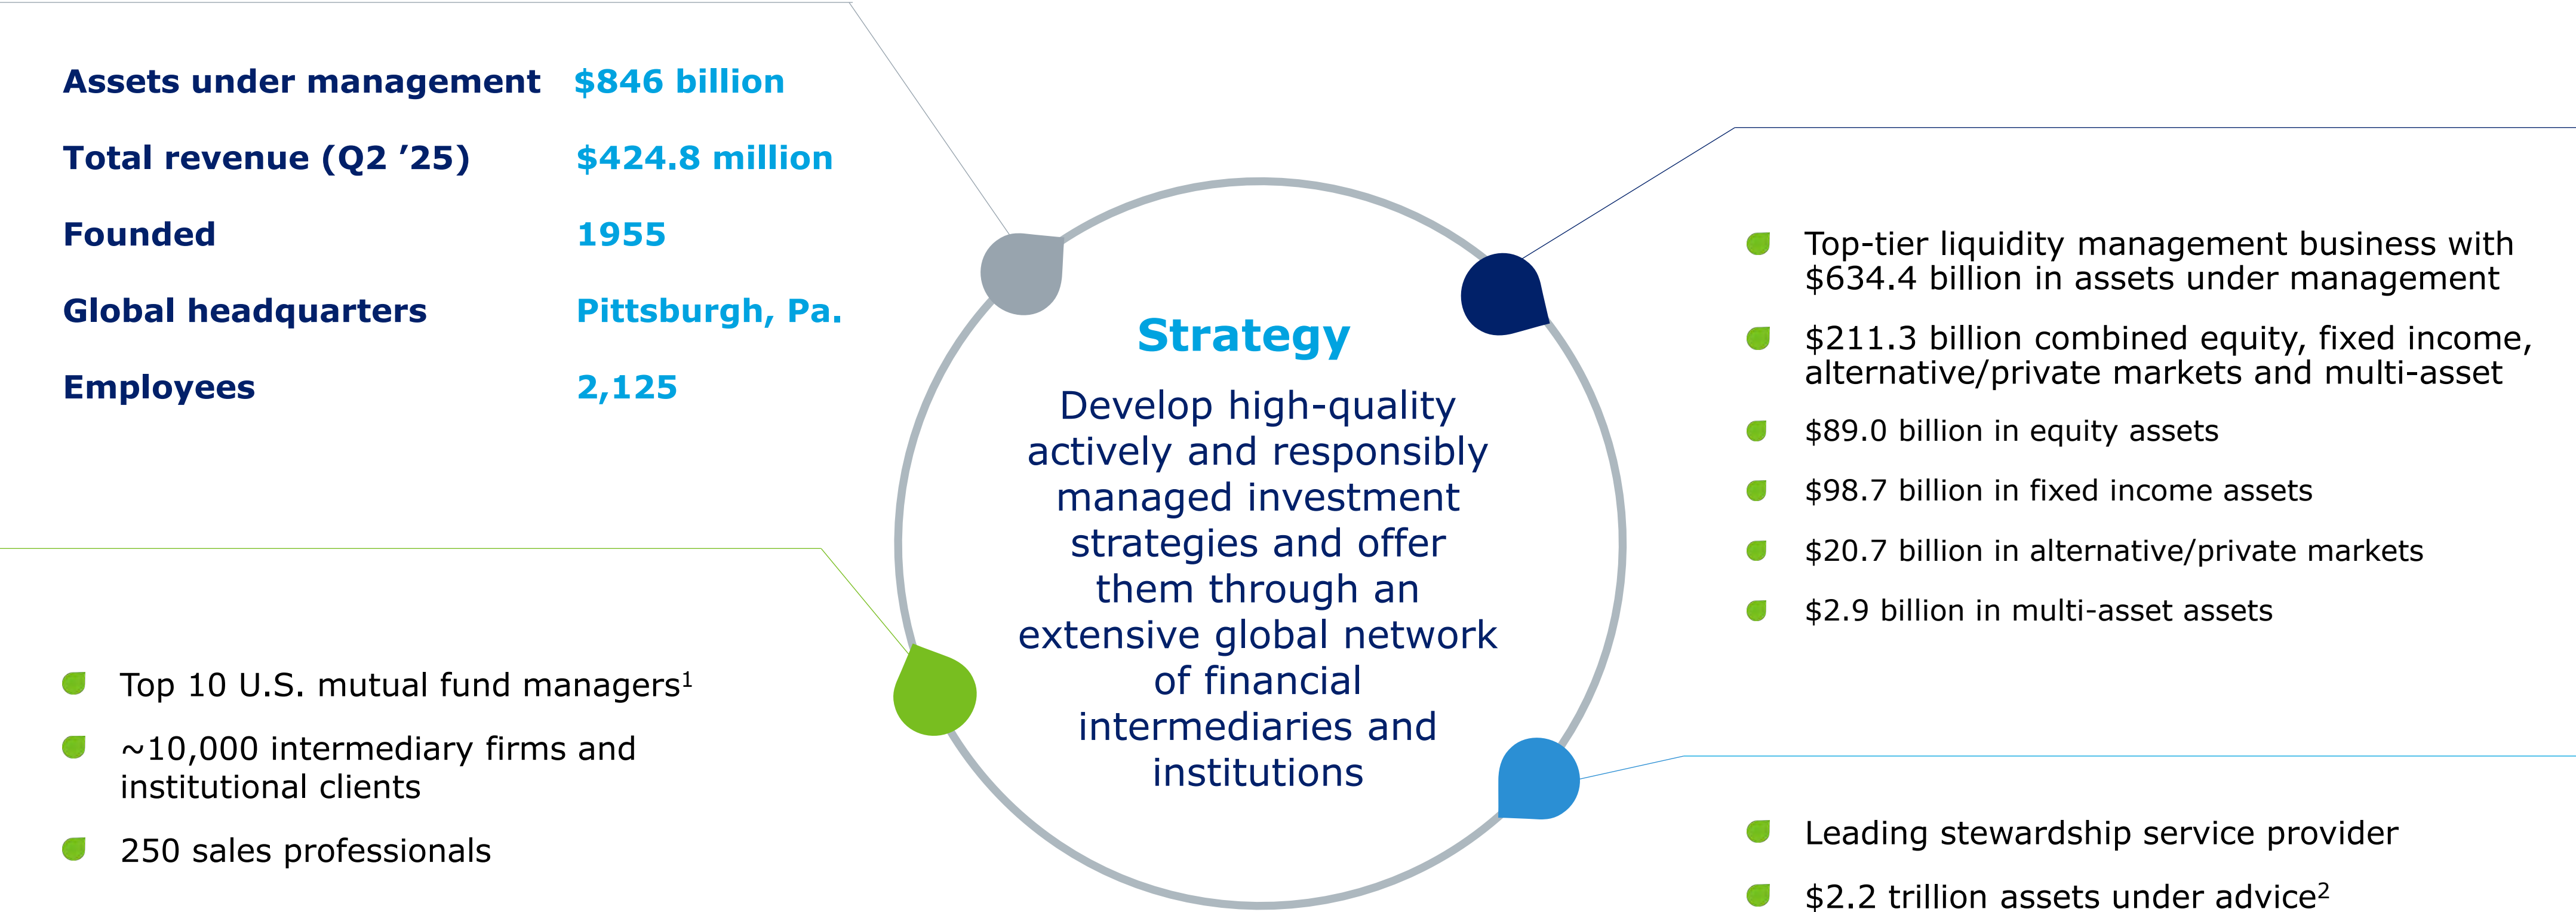 Assets under management $846 billion
Total revenue (Q2 ’25) $424.8 million
Founded 1955
Global headquarters Pittsburgh, Pa.
Employees 2,125
Top 10 U.S. mutual fund managers¹
~10,000 intermediary firms and
institutional clients
250 sales professionals
Strategy
Develop high-quality
actively and responsibly
managed investment
strategies and offer
them through an
extensive global network
of financial
intermediaries and
institutions
Top-tier liquidity management business with
$634.4 billion in assets under management
$211.3 billion combined equity, fixed income,
alternative/private markets and multi-asset
$89.0 billion in equity assets
$98.7 billion in fixed income assets
$20.7 billion in alternative/private markets
$2.9 billion in multi-asset assets
Leading stewardship service provider
$2.2 trillion assets under advice²